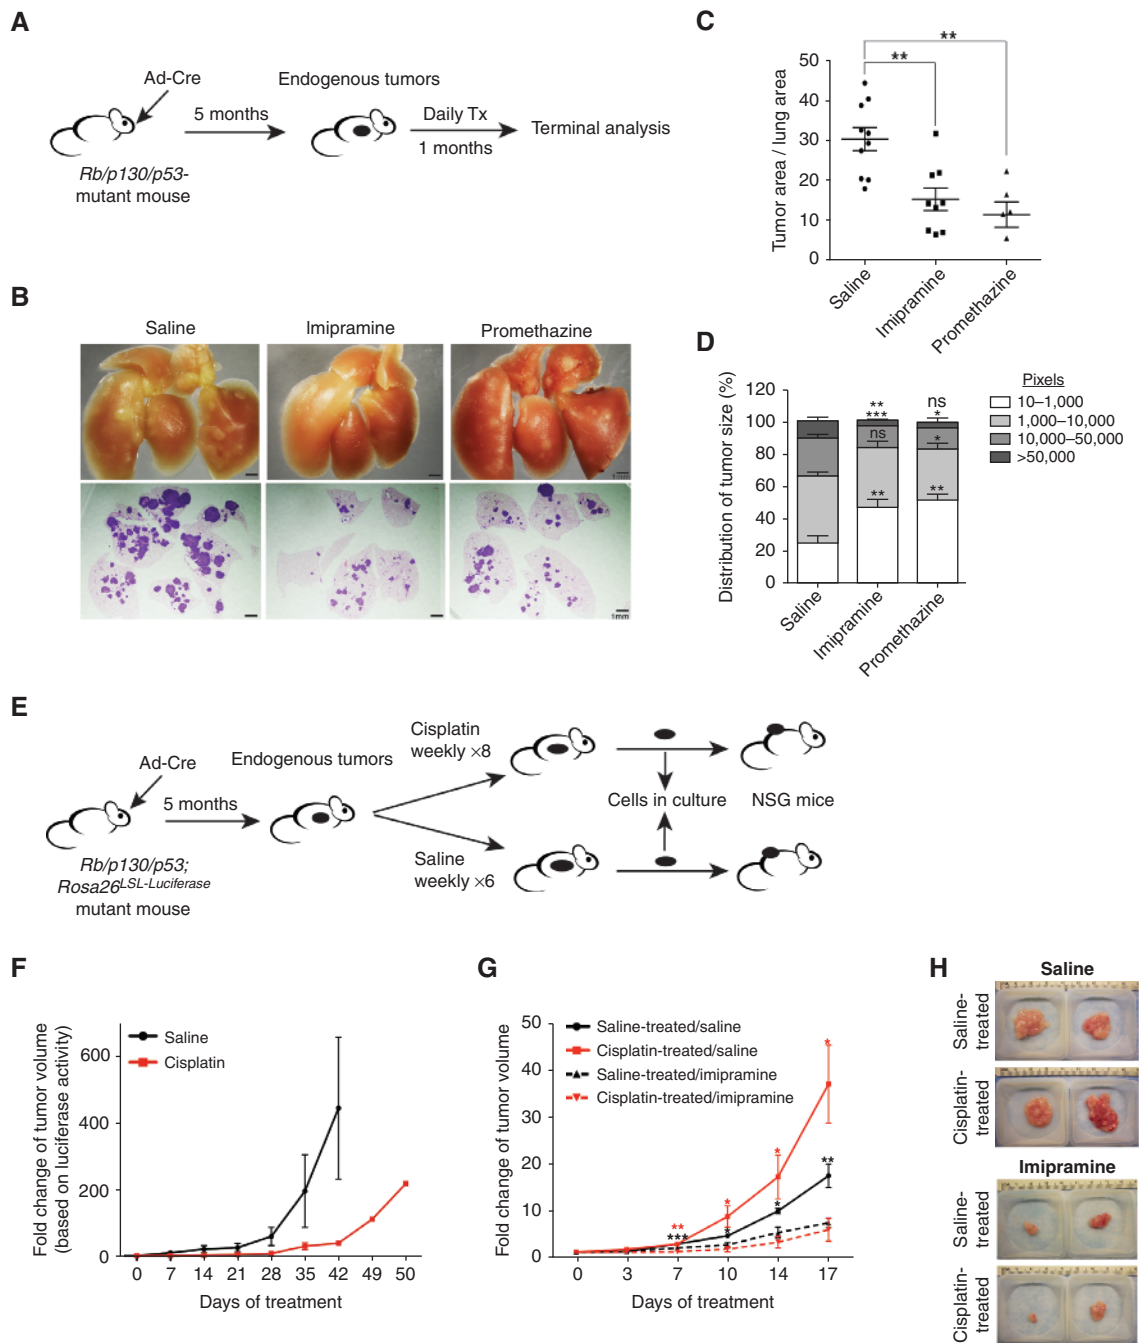 A
Ad-Cre
Endogenous tumors
5 months
Daily Tx
1 months
Terminal analysis
Rb/p130/p53-
mutant mouse
B
Saline
Imipramine
Promethazine
1mm
C
**
**
Tumor area / lung area
50
40
30
20
10
0
Saline
Imipramine
Promethazine
D
Distribution of tumor size (%)
120
100
80
60
40
20
0
**
***
ns
**
ns
*
*
**
Saline
Imipramine
Promethazine
Pixels
10–1,000
1,000–10,000
10,000–50,000
>50,000
E
Ad-Cre
Endogenous tumors
5 months
Rb/p130/p53;
Rosa26LSL-Luciferase
mutant mouse
Cisplatin
weekly ×8
Saline
weekly ×6
Cells in culture
NSG mice
F
Fold change of tumor volume
(based on luciferase activity)
600
400
200
0
Saline
Cisplatin
0 7 14 21 28 35 42 49 50
Days of treatment
G
Fold change of tumor volume
50
40
30
20
10
0
Saline-treated/saline
Cisplatin-treated/saline
Saline-treated/imipramine
Cisplatin-treated/imipramine
**
***
*
*
*
*
*
**
0 3 7 10 14 17
Days of treatment
H
Saline
Saline-
treated
Cisplatin-
treated
Imipramine
Saline-
treated
Cisplatin-
treated